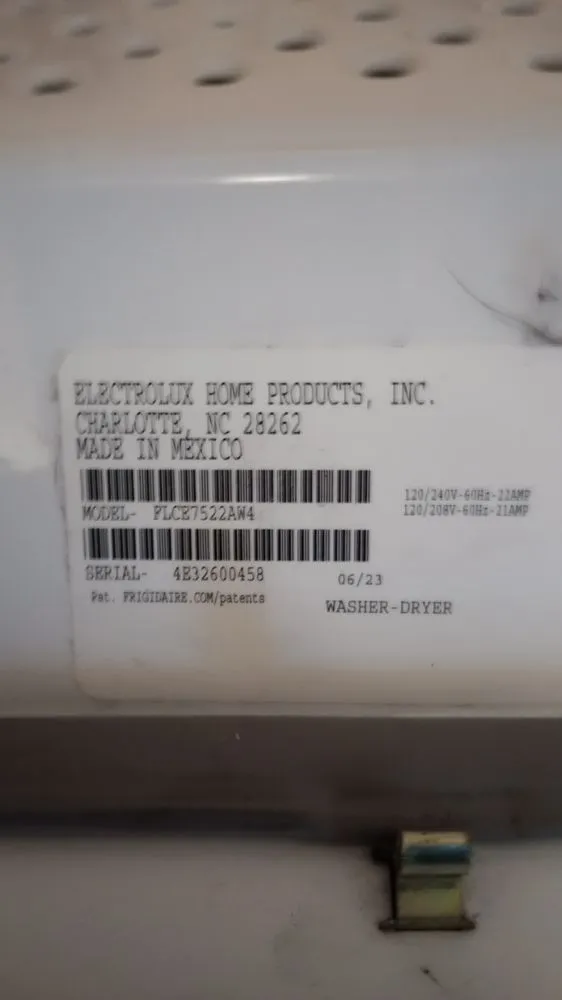 ELECTROLUX HOME PRODUCTS, INC.
CHARLOTTE, NC 28262
MADE IN MEXICO
120/240V-60Hz-22AMP
MODEL- FLCE7522AW4
120/208V-60Hz-21AMP
SERIAL- 4E32600458
06/23
Pat. FRIGIDAIRE.COM/patents
WASHER-DRYER